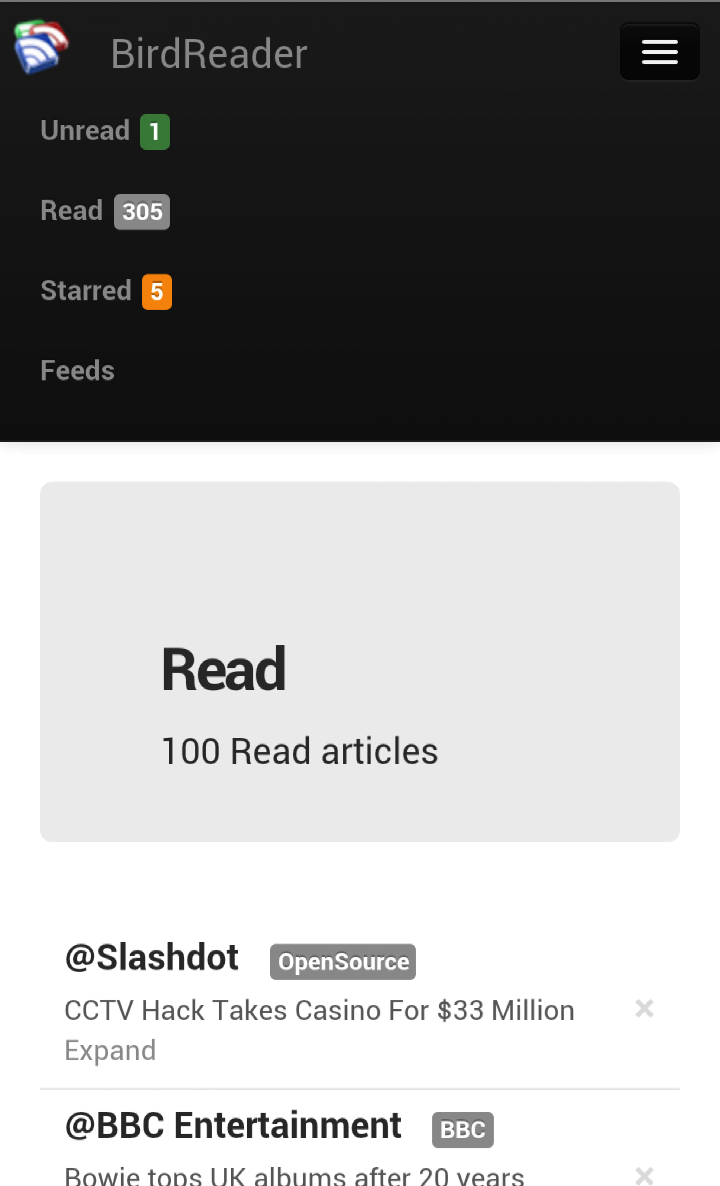 BirdReader
Unread 1
Read 305
Starred 5
Feeds
Read
100 Read articles
@Slashdot OpenSource
CCTV Hack Takes Casino For $33 Million ×
Expand
@BBC Entertainment BBC
Bowie tops UK albums after 20 years ×